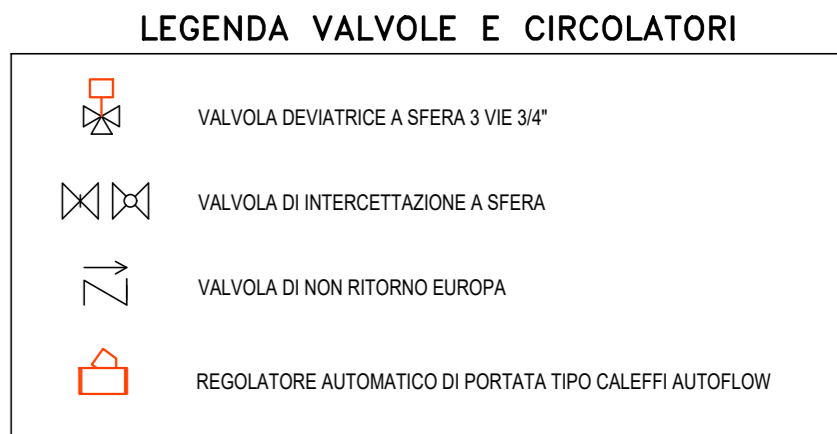 LEGENDA VALVOLE E CIRCOLATORI
VALVOLA DEVIATRICE A SFERA 3 VIE 3/4"
VALVOLA DI INTERCETTAZIONE A SFERA
VALVOLA DI NON RITORNO EUROPA
REGOLATORE AUTOMATICO DI PORTATA TIPO CALEFFI AUTOFLOW